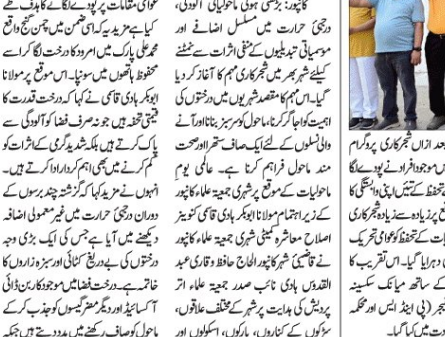 کانپور: بڑھتی ہوئی ماحولیاتی آلودگی،
درجۂ حرارت میں مسلسل اضافے اور
موسمیاتی تبدیلیوں کے منفی اثرات سے نمٹنے
کیلئے شہر بھر میں شجرکاری مہم کا آغاز کر دیا
گیا۔ اس مہم کا مقصد شہریوں میں درختوں کی
اہمیت کو اجاگر کرنا، ماحول کو سرسبز بنانا اور آنے
والی نسلوں کے لئے ایک صاف ستھرا اور صحت
مند ماحول فراہم کرنا ہے۔ عالمی یوم
ماحولیات کے موقع پر شہری جمعیۃ علماء کانپور
کے زیر اہتمام مولانا ابوبکر ہادی قاسمی کنوینر
اصلاح معاشرہ کمیٹی شہری جمعیۃ علماء کانپور
نے قاضی شہر کانپور الحاج حافظ و قاری عبد
القدوس ہادی نائب صدر جمعیۃ علماء اتر
پردیش کی ہدایت پر شہر کے مختلف علاقوں،
سڑکوں کے کناروں، پارکوں، اسکولوں اور
عوامی مقامات پر پودے لگانے کا ہدف طے
کیا ہے مزید یہ کہ اسی ضمن میں چمن گنج واقع
محمد علی پارک میں امرود کا درخت لگا کر اسے
محفوظ ہاتھوں میں سونپا۔ اس موقع پر مولانا
ابوبکر ہادی قاسمی نے کہا کہ درخت قدرت کا
قیمتی تحفہ ہیں جو نہ صرف فضا کو آلودگی سے
پاک کرتے ہیں بلکہ شدید گرمی کے اثرات کو
کم کرنے میں بھی اہم کردار ادا کرتے ہیں۔
انہوں نے مزید کہا کہ گزشتہ چند برسوں کے
دوران درجۂ حرارت میں غیر معمولی اضافہ
دیکھنے میں آیا ہے جس کی ایک بڑی وجہ
درختوں کی بے دریغ کٹائی اور سبزہ زاروں کا
خاتمہ ہے۔ درخت فضا میں موجود کاربن ڈائی
آکسائیڈ اور دیگر مضر گیسوں کو جذب کر کے
ماحول کو صاف رکھنے میں مدد دیتے ہیں جبکہ
بعد ازاں شجرکاری پروگرام
میں موجود افراد نے پودے لگا
تحفظ کے تئیں اپنی وابستگی کا
زیادہ سے زیادہ شجرکاری
کے تحفظ کو عوامی تحریک
دہرایا گیا۔ اس تقریب کا
کے ساتھ میانک سکسینہ
(پی اینڈ ایس اور محکمہ
میں کیا گیا۔